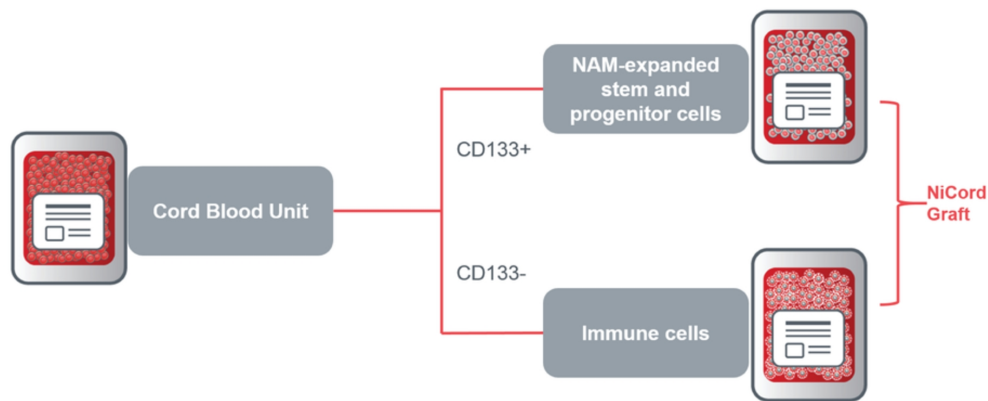 Cord Blood Unit
CD133+
CD133-
NAM-expanded
stem and
progenitor cells
Immune cells
NiCord
Graft